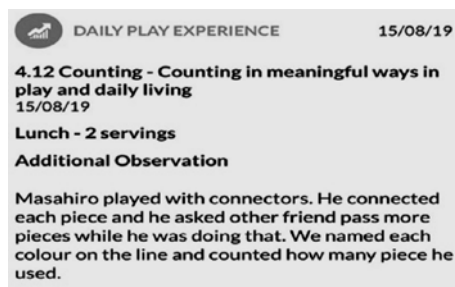 DAILY PLAY EXPERIENCE 15/08/19
4.12 Counting - Counting in meaningful ways in
play and daily living
15/08/19
Lunch - 2 servings
Additional Observation
Masahiro played with connectors. He connected
each piece and he asked other friend pass more
pieces while he was doing that. We named each
colour on the line and counted how many piece he
used.